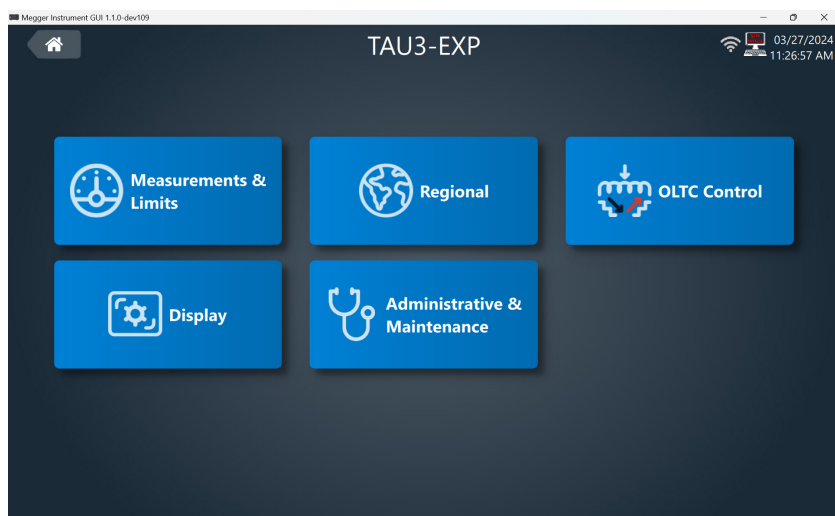 Megger Instrument GUI 1.1.0-dev109
TAU3-EXP
03/27/2024
11:26:57 AM
Measurements &
Limits
Regional
OLTC Control
Display
Administrative &
Maintenance